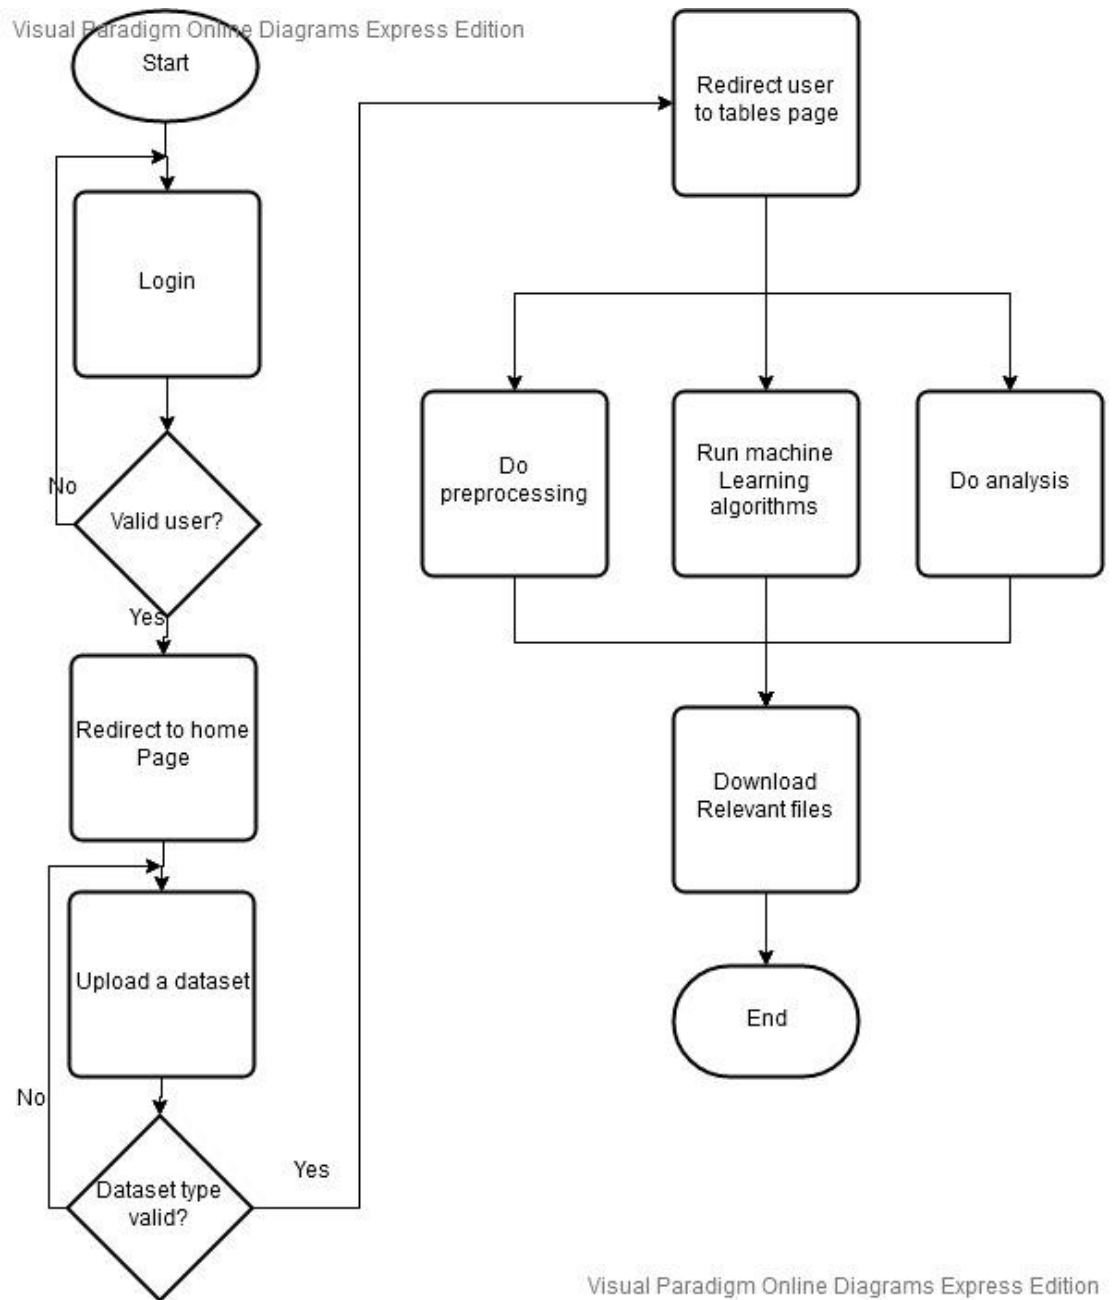 Visual Paradigm Online Diagrams Express Edition
Start
Login
No
Valid user?
Yes
Redirect to home
Page
Upload a dataset
No
Dataset type
valid?
Yes
Redirect user
to tables page
Do
preprocessing
Run machine
Learning
algorithms
Do analysis
Download
Relevant files
End
Visual Paradigm Online Diagrams Express Edition